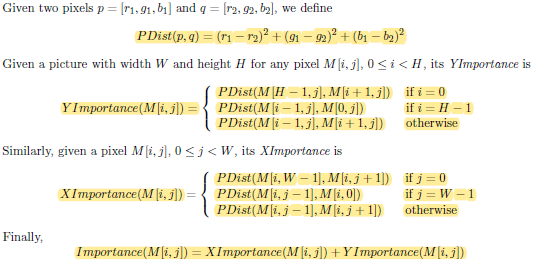 Given two pixels p = [r₁, g₁, b₁] and q = [r₂, g₂, b₂], we define
PDist(p, q) = (r₁ − r₂)² + (g₁ − g₂)² + (b₁ − b₂)²
Given a picture with width W and height H for any pixel M[i, j], 0 ≤ i < H, its YImportance is
YImportance(M[i, j]) = { PDist(M[H − 1, j], M[i + 1, j]) if i = 0
PDist(M[i − 1, j], M[0, j]) if i = H − 1
PDist(M[i − 1, j], M[i + 1, j]) otherwise
Similarly, given a pixel M[i, j], 0 ≤ j < W, its XImportance is
XImportance(M[i, j]) = { PDist(M[i, W − 1], M[i, j + 1]) if j = 0
PDist(M[i, j − 1], M[i, 0]) if j = W − 1
PDist(M[i, j − 1], M[i, j + 1]) otherwise
Finally,
Importance(M[i, j]) = XImportance(M[i, j]) + YImportance(M[i, j])